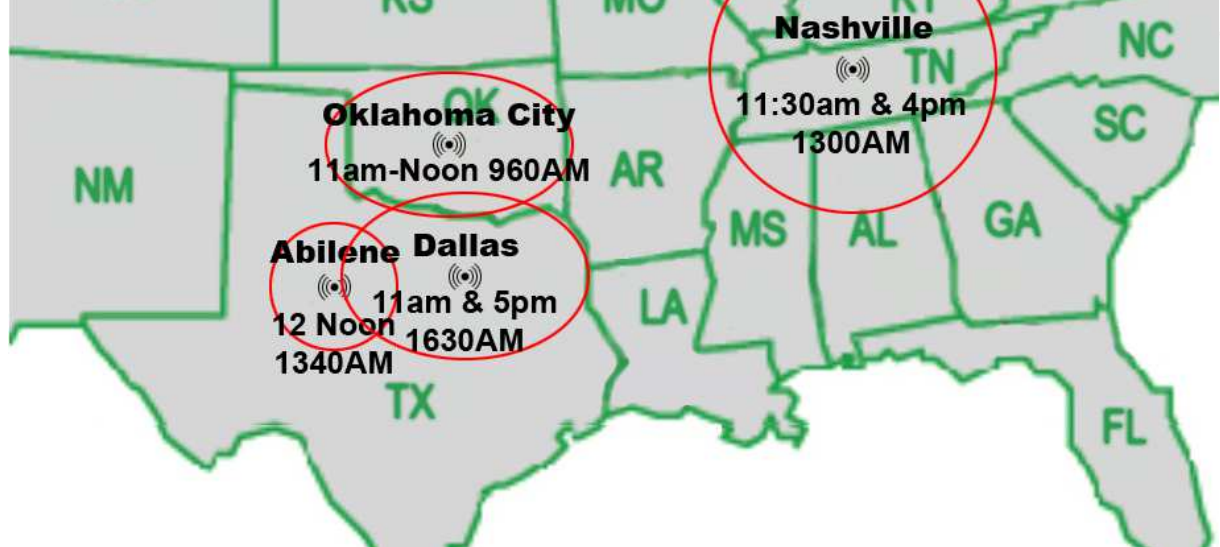 KS
MO
KY
Nashville
TN
NC
11:30am & 4pm
1300AM
OK
Oklahoma City
11am-Noon 960AM
SC
AR
NM
MS
AL
GA
Abilene
12 Noon
1340AM
Dallas
11am & 5pm
1630AM
LA
TX
FL